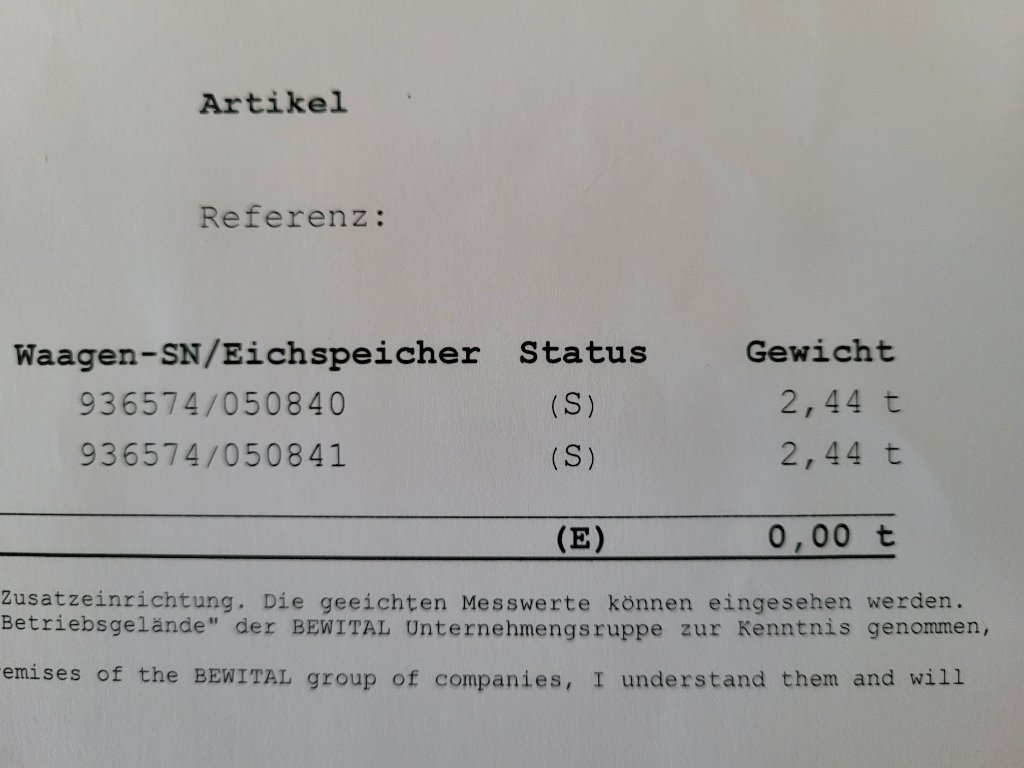 Artikel
Referenz:
Waagen-SN/Eichspeicher Status Gewicht
936574/050840 (S) 2,44 t
936574/050841 (S) 2,44 t
(E) 0,00 t
Zusatzeinrichtung. Die geeichten Messwerte können eingesehen werden.
Betriebsgelände" der BEWITAL Unternehmengsruppe zur Kenntnis genommen,
emises of the BEWITAL group of companies, I understand them and will